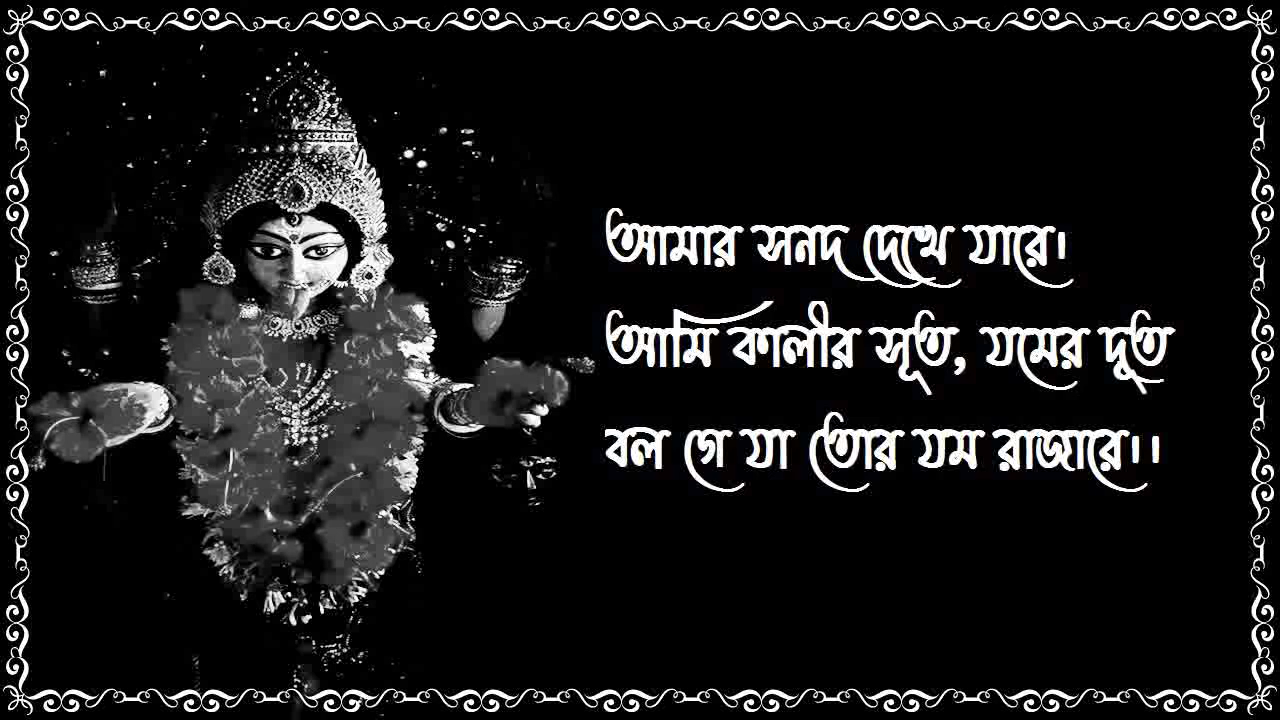 আমার সনদ দেখে যারে।
আমি কালীর সূত, যমের দুত
বল গে যা তোর যম রাজারে।।